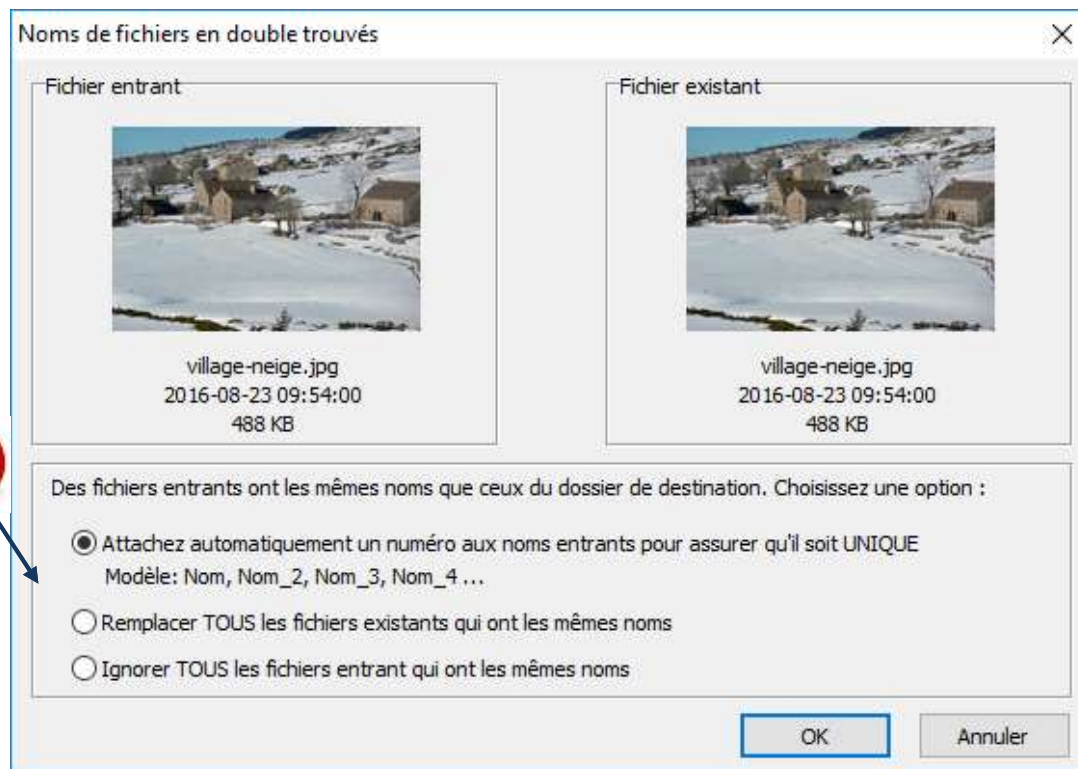 Noms de fichiers en double trouvés
Fichier entrant
Fichier existant
village-neige.jpg
2016-08-23 09:54:00
488 KB
village-neige.jpg
2016-08-23 09:54:00
488 KB
Des fichiers entrants ont les mêmes noms que ceux du dossier de destination. Choisissez une option :
Attachez automatiquement un numéro aux noms entrants pour assurer qu'il soit UNIQUE
Modèle: Nom, Nom_2, Nom_3, Nom_4 ...
Remplacer TOUS les fichiers existants qui ont les mêmes noms
Ignorer TOUS les fichiers entrant qui ont les mêmes noms
OK
Annuler